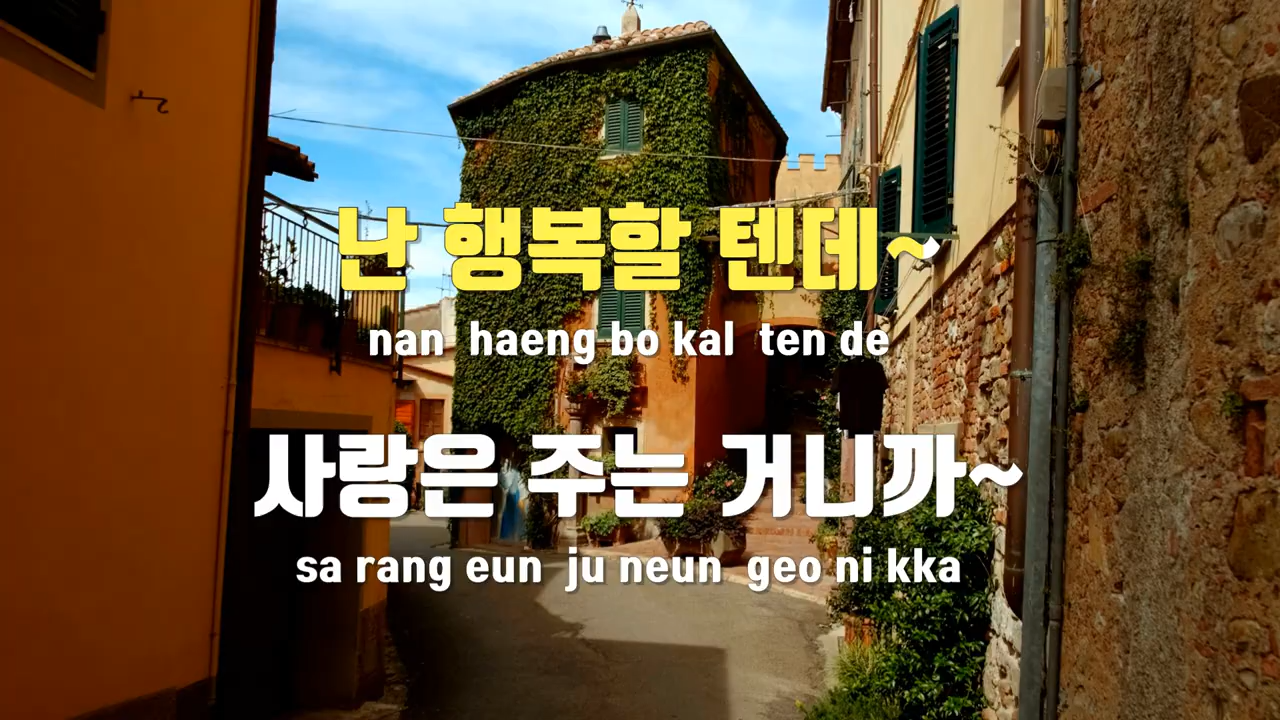 난 행복할 텐데~
nan haeng bo kal ten de
사랑은 주는 거니까~
sa rang eun ju neun geo ni kka